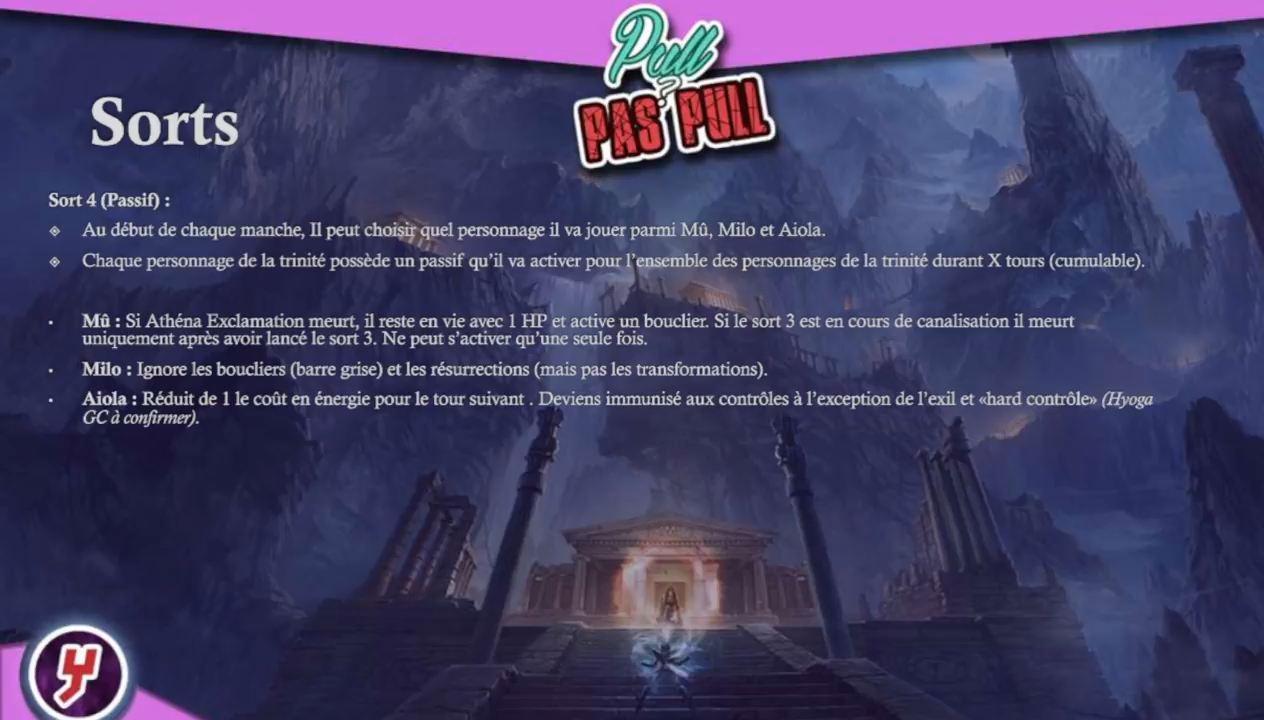 Pull
?
PAS PULL
Sorts
Sort 4 (Passif) :
Au début de chaque manche, Il peut choisir quel personnage il va jouer parmi Mû, Milo et Aiola.
Chaque personnage de la trinité possède un passif qu'il va activer pour l'ensemble des personnages de la trinité durant X tours (cumulable).
Mû : Si Athéna Exclamation meurt, il reste en vie avec 1 HP et active un bouclier. Si le sort 3 est en cours de canalisation il meurt
uniquement après avoir lancé le sort 3. Ne peut s'activer qu'une seule fois.
Milo : Ignore les boucliers (barre grise) et les résurrections (mais pas les transformations).
Aiola : Réduit de 1 le coût en énergie pour le tour suivant . Deviens immunisé aux contrôles à l'exception de l'exil et «hard contrôle» (Hyoga
GC à confirmer).
Y